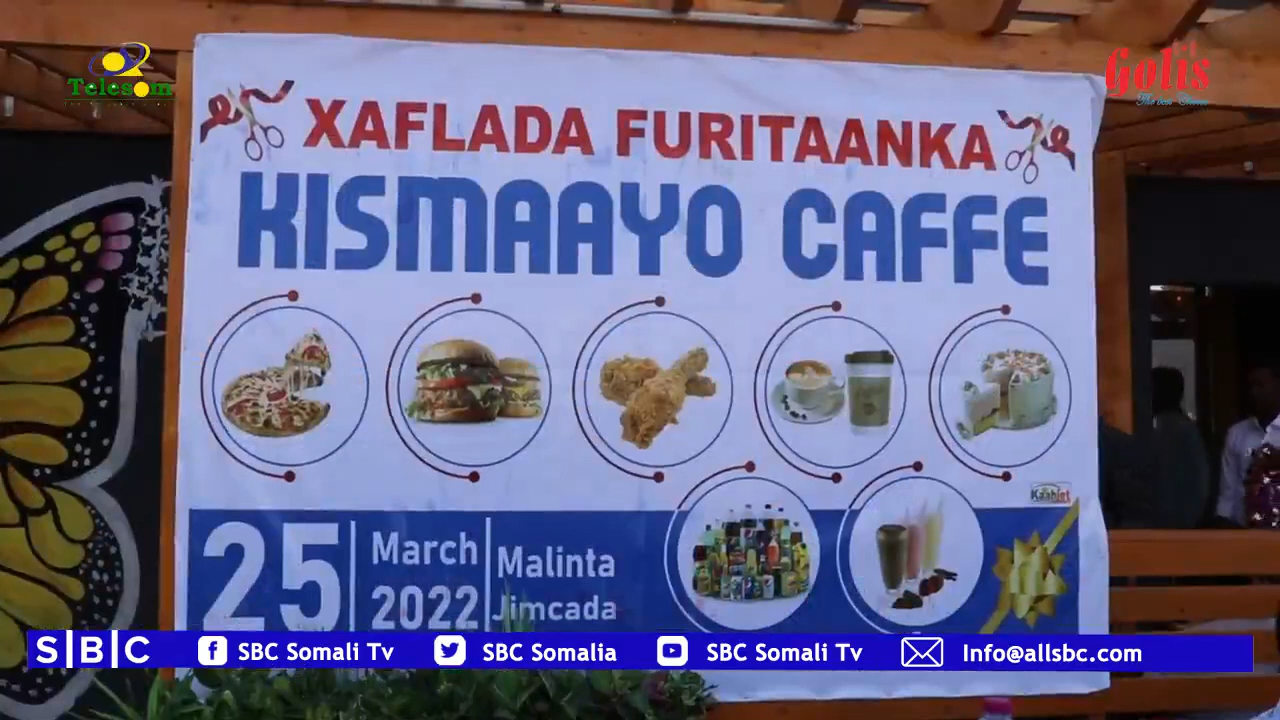 Telesom
Golis
XAFLADA FURITAANKA
KISMAAYO CAFFE
Kaahiet
25
March
2022
Malinta
Jimcada
S|B|C
SBC Somali Tv
SBC Somalia
SBC Somali Tv
Info@allsbc.com